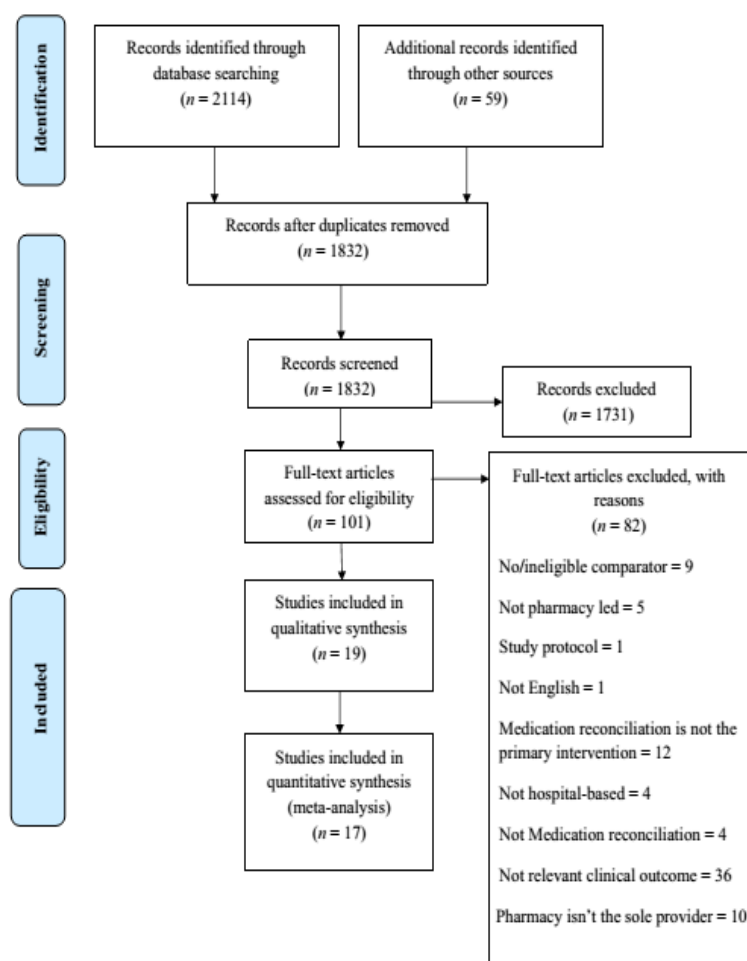 Identification
Records identified through
database searching
(n = 2114)
Additional records identified
through other sources
(n = 59)
Records after duplicates removed
(n = 1832)
Screening
Records screened
(n = 1832)
Records excluded
(n = 1731)
Eligibility
Full-text articles
assessed for eligibility
(n = 101)
Full-text articles excluded, with
reasons
(n = 82)
No/ineligible comparator = 9
Not pharmacy led = 5
Study protocol = 1
Not English = 1
Medication reconciliation is not the
primary intervention = 12
Not hospital-based = 4
Not Medication reconciliation = 4
Not relevant clinical outcome = 36
Pharmacy isn't the sole provider = 10
Included
Studies included in
qualitative synthesis
(n = 19)
Studies included in
quantitative synthesis
(meta-analysis)
(n = 17)